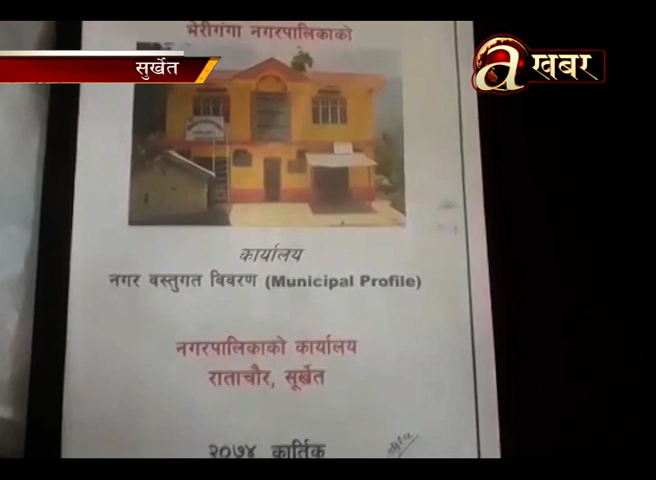 भेरीगंगा नगरपालिकाको
सुर्खेत
a खबर
कार्यालय
नगर वस्तुगत विवरण (Municipal Profile)
नगरपालिकाको कार्यालय
राताचौर, सूर्खेत
२०७४ कार्तिक